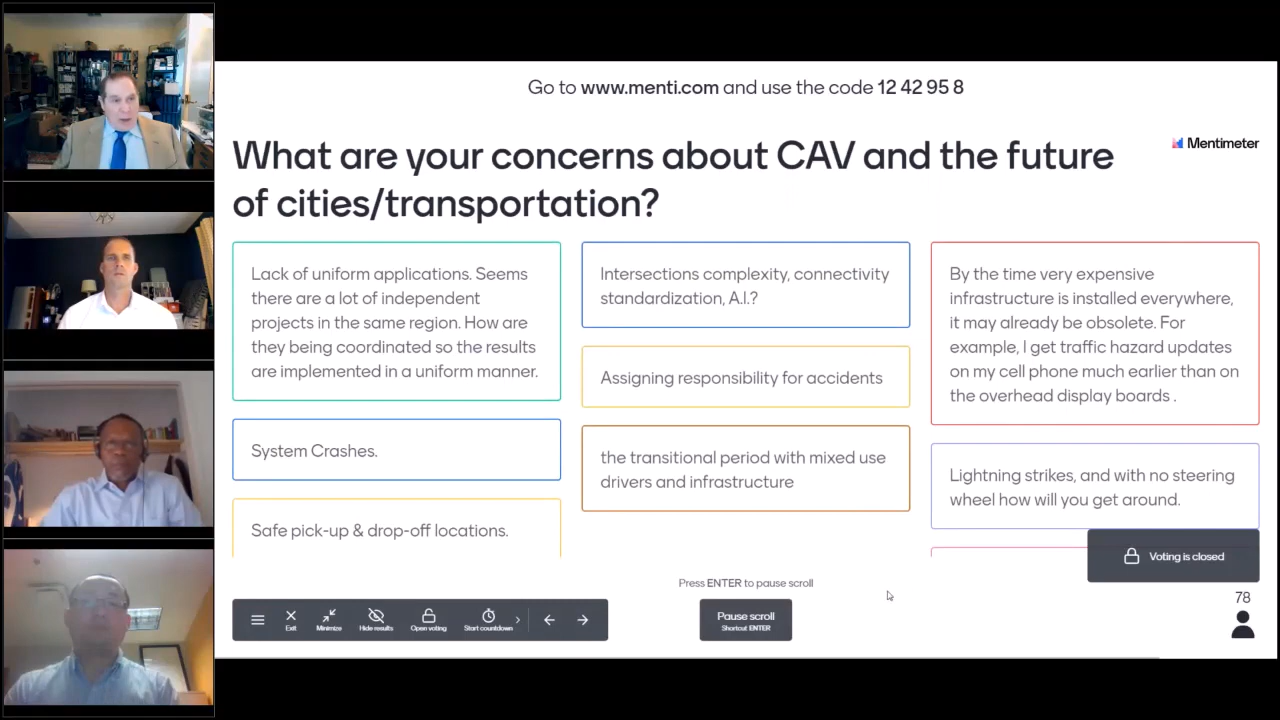 Go to www.menti.com and use the code 12 42 95 8
Mentimeter
What are your concerns about CAV and the future
of cities/transportation?
Lack of uniform applications. Seems
there are a lot of independent
projects in the same region. How are
they being coordinated so the results
are implemented in a uniform manner.
System Crashes.
Safe pick-up & drop-off locations.
Intersections complexity, connectivity
standardization, A.I.?
Assigning responsibility for accidents
the transitional period with mixed use
drivers and infrastructure
By the time very expensive
infrastructure is installed everywhere,
it may already be obsolete. For
example, I get traffic hazard updates
on my cell phone much earlier than on
the overhead display boards .
Lightning strikes, and with no steering
wheel how will you get around.
Voting is closed
Press ENTER to pause scroll
Pause scroll
Shortcut ENTER
Exit
Minimize
Hide results
Open voting
Start countdown
78